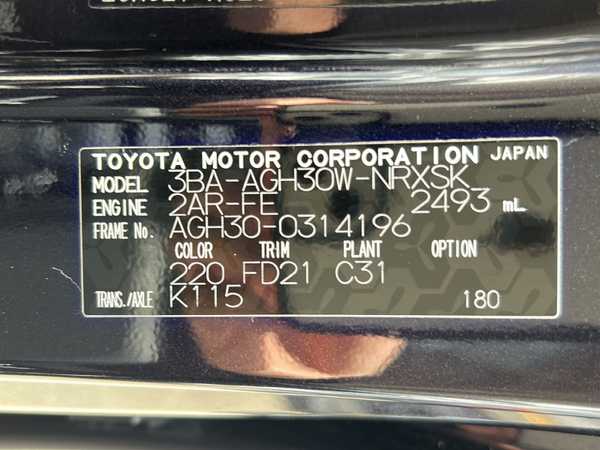 TOYOTA MOTOR CORPORATION JAPAN
MODEL 3BA-AGH30W-NRXSK
ENGINE 2AR-FE 2493 mL
FRAME No. AGH30-0314196
COLOR TRIM PLANT OPTION
220 FD21 C31
TRANS./AXLE K115 180